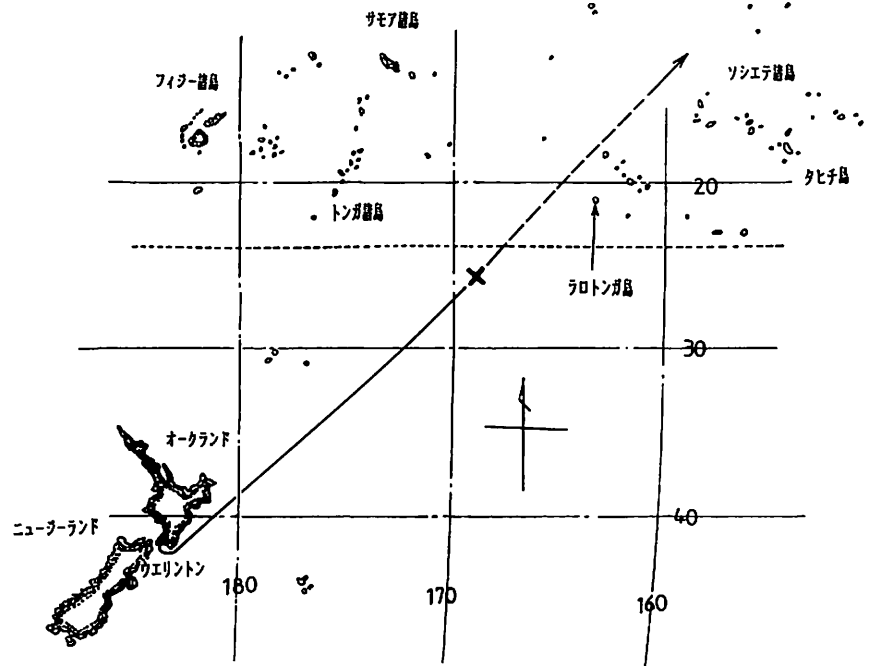 サモア諸島
フィジー諸島
ソシエテ諸島
20
タヒチ島
トンガ諸島
ラロトンガ島
30
オークランド
ニュージーランド
40
ウエリントン
180
170
160